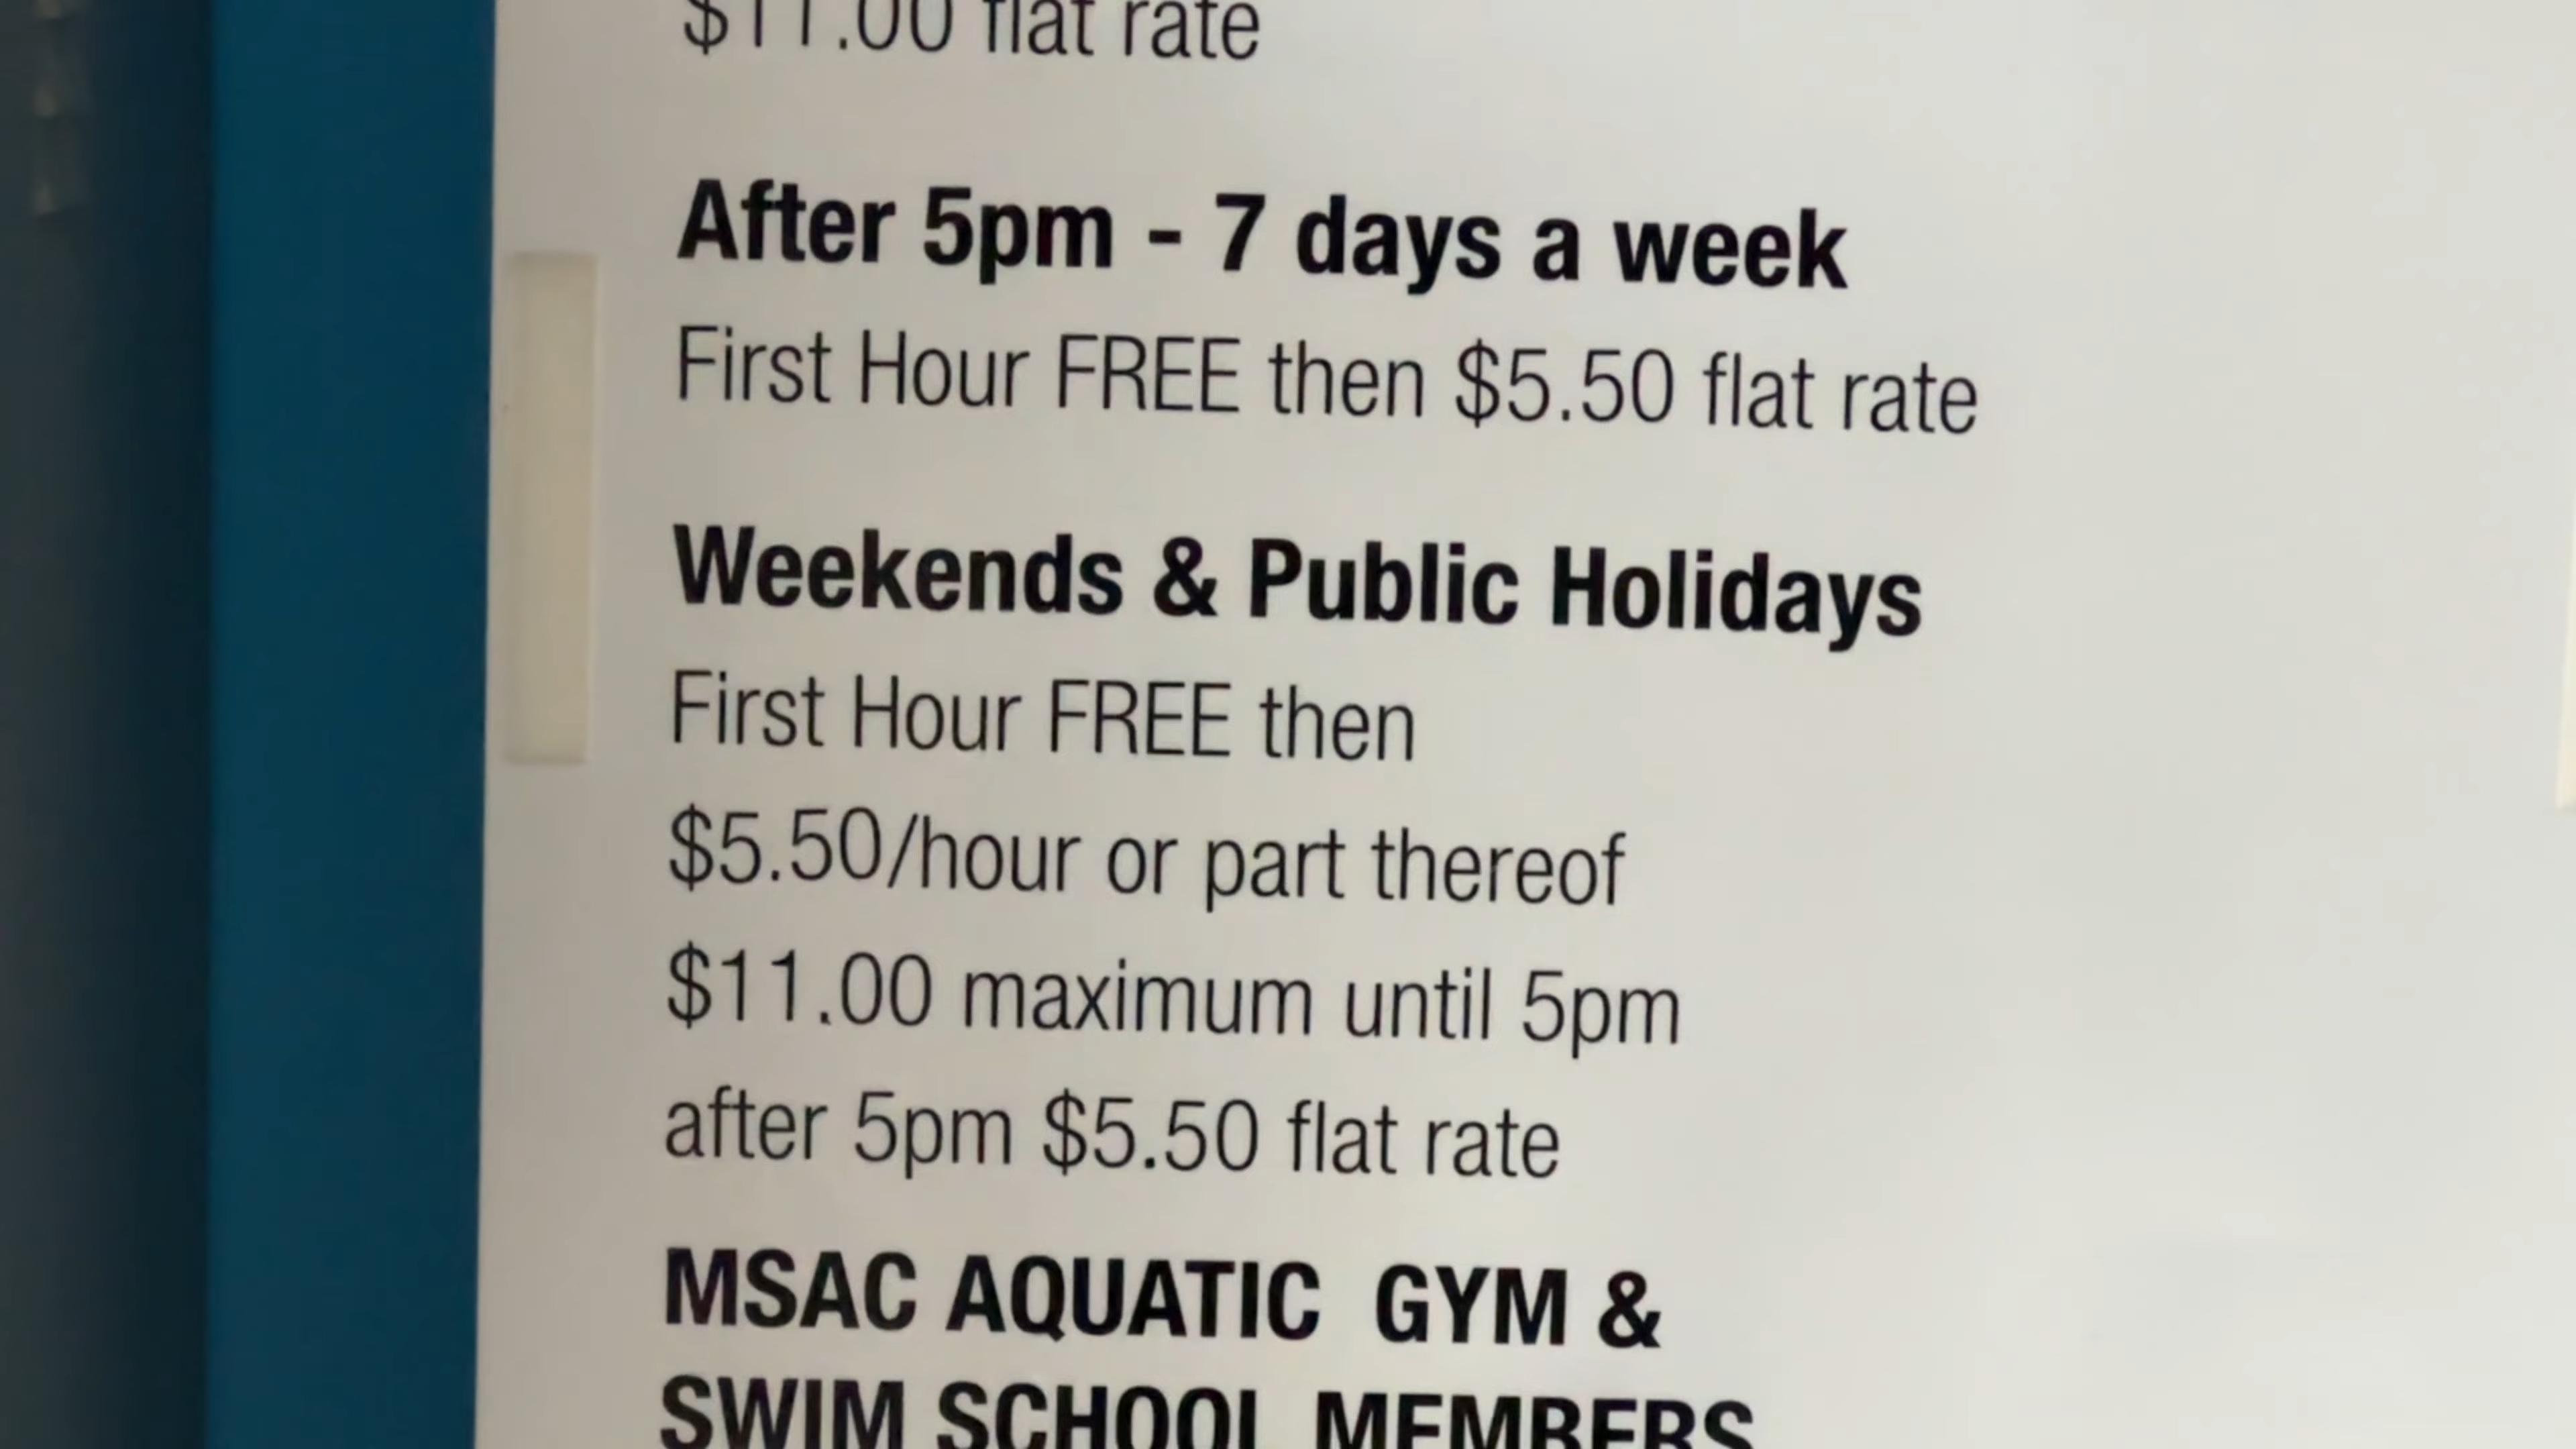 $11.00 flat rate
After 5pm - 7 days a week
First Hour FREE then $5.50 flat rate
Weekends & Public Holidays
First Hour FREE then
$5.50/hour or part thereof
$11.00 maximum until 5pm
after 5pm $5.50 flat rate
MSAC AQUATIC GYM &
SWIM SCHOOL MEMBERS